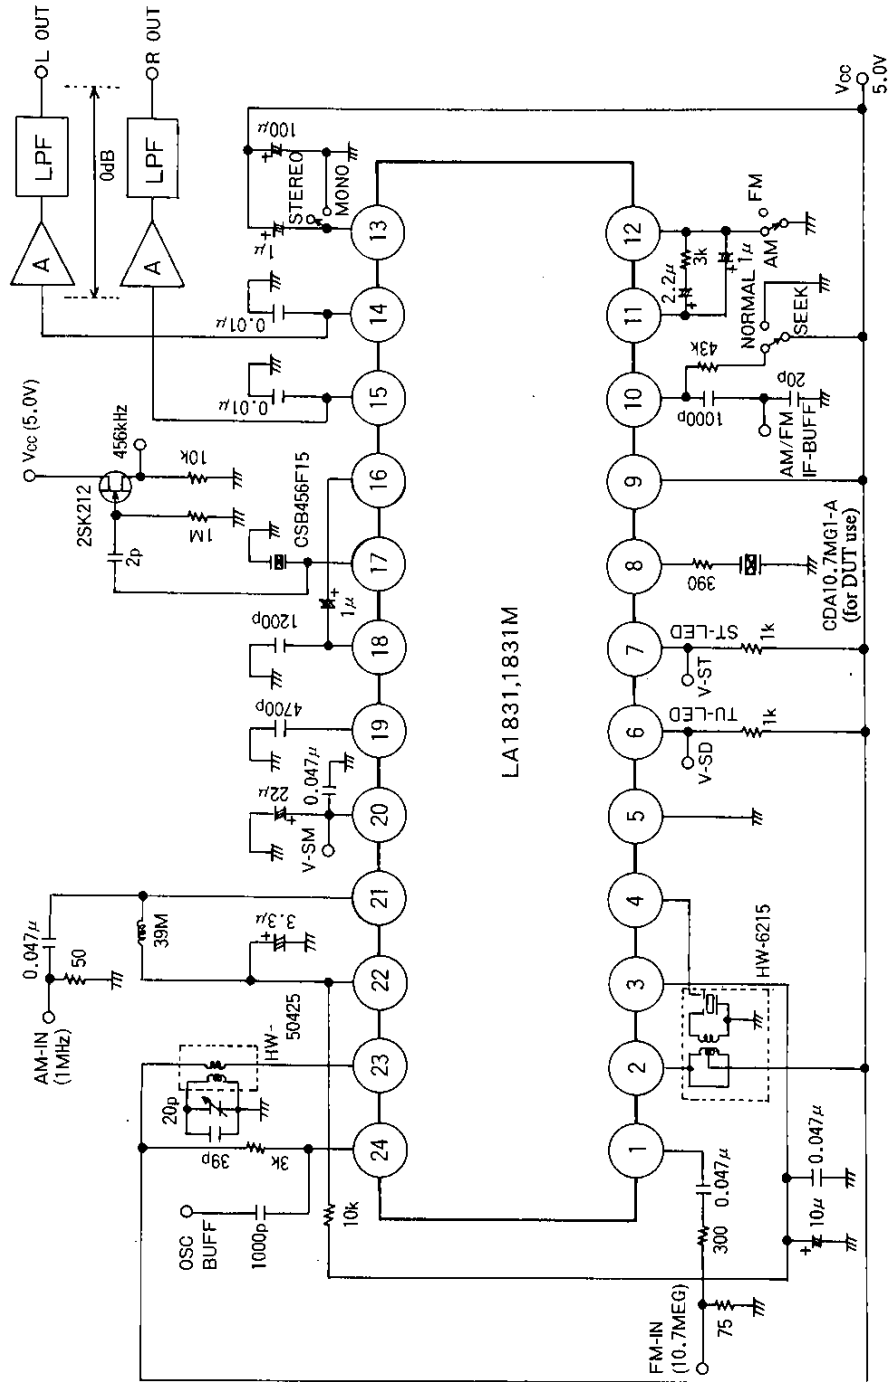 L OUT
R OUT
LPF
LPF
0dB
A
A
Vcc (5.0V)
456kHz
2SK212
10k
1M
2p
CSB456F15
0.01μ
0.01μ
1μ
100μ
STEREO
MONO
1μ
1200p
4700p
22μ
0.047μ
V-SM
AM-IN
(1MHz)
0.047μ
50
39M
3.3μ
HW-
50425
20p
39p
3k
OSC
BUFF
1000p
10k
24
23
22
21
20
19
18
17
16
15
14
13
LA1831,1831M
1
2
3
4
5
6
7
8
9
10
11
12
FM-IN
(10.7MEG)
75
300
0.047μ
10μ
0.047μ
HW-6215
V-SD
TU-LED
1k
V-ST
ST-LED
1k
390
CDA10.7MG1-A
(for DUT use)
AM/FM
IF-BUFF
1000p
20p
43k
NORMAL
SEEK
2.2μ
3k
1μ
AM
FM
Vcc
5.0V